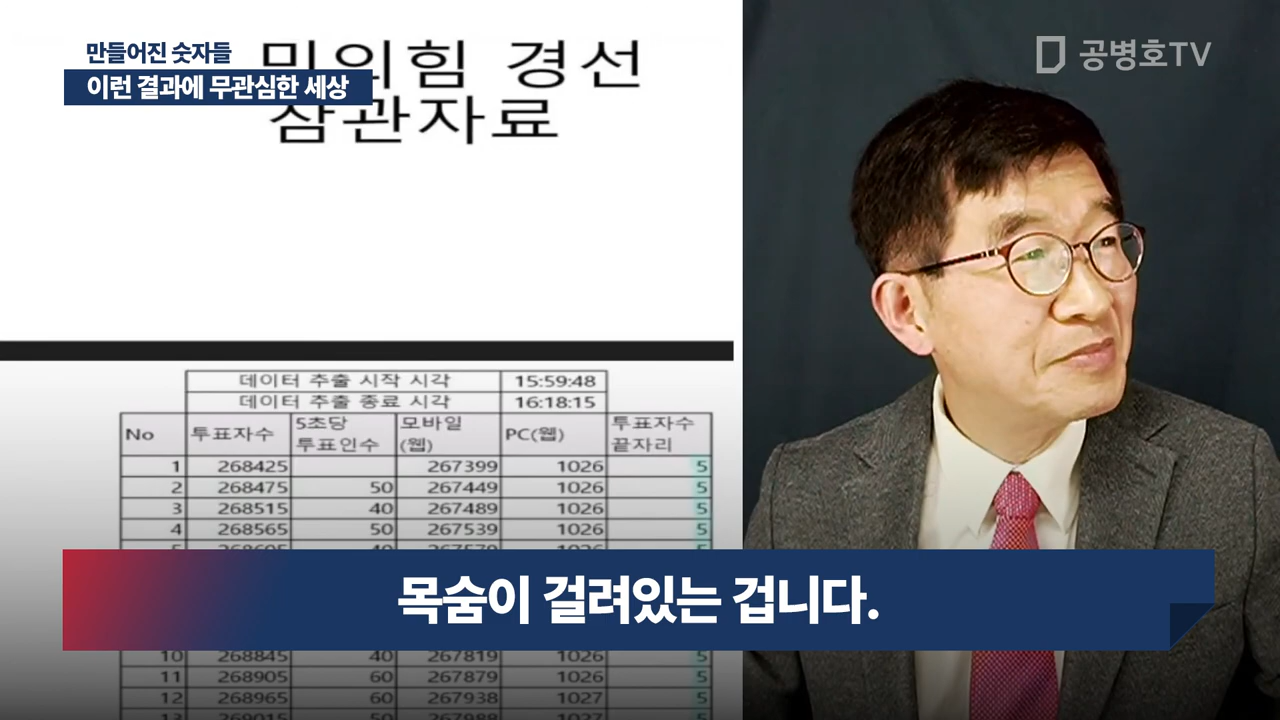 만들어진 숫자들
이런 결과에 무관심한 세상
민의힘 경선
참관자료
공병호TV
데이터 추출 시작 시각 15:59:48
데이터 추출 종료 시각 16:18:15
No 투표자수 5초당 투표인수 모바일(웹) PC(웹) 투표자수 끝자리
1 268425 267399 1026 5
2 268475 50 267449 1026 5
3 268515 40 267489 1026 5
4 268565 50 267539 1026 5
목숨이 걸려있는 겁니다.
10 268845 40 267819 1026 5
11 268905 60 267879 1026 5
12 268965 60 267938 1027 5